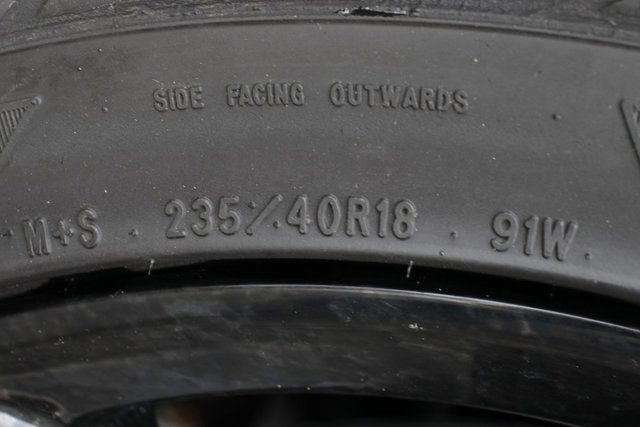 SIDE FACING OUTWARDS
M+S . 235/40R18 . 91W .